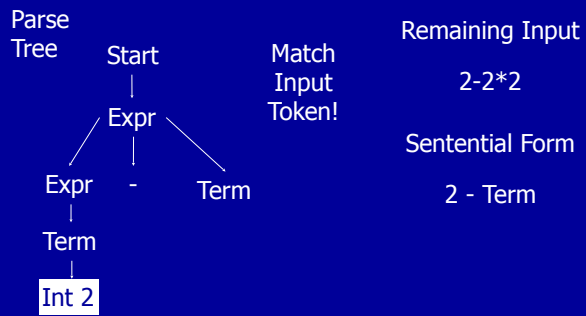 Parse
Tree
Start
Expr
Expr - Term
Term
Int 2
Match
Input
Token!
Remaining Input
2-2*2
Sentential Form
2 - Term